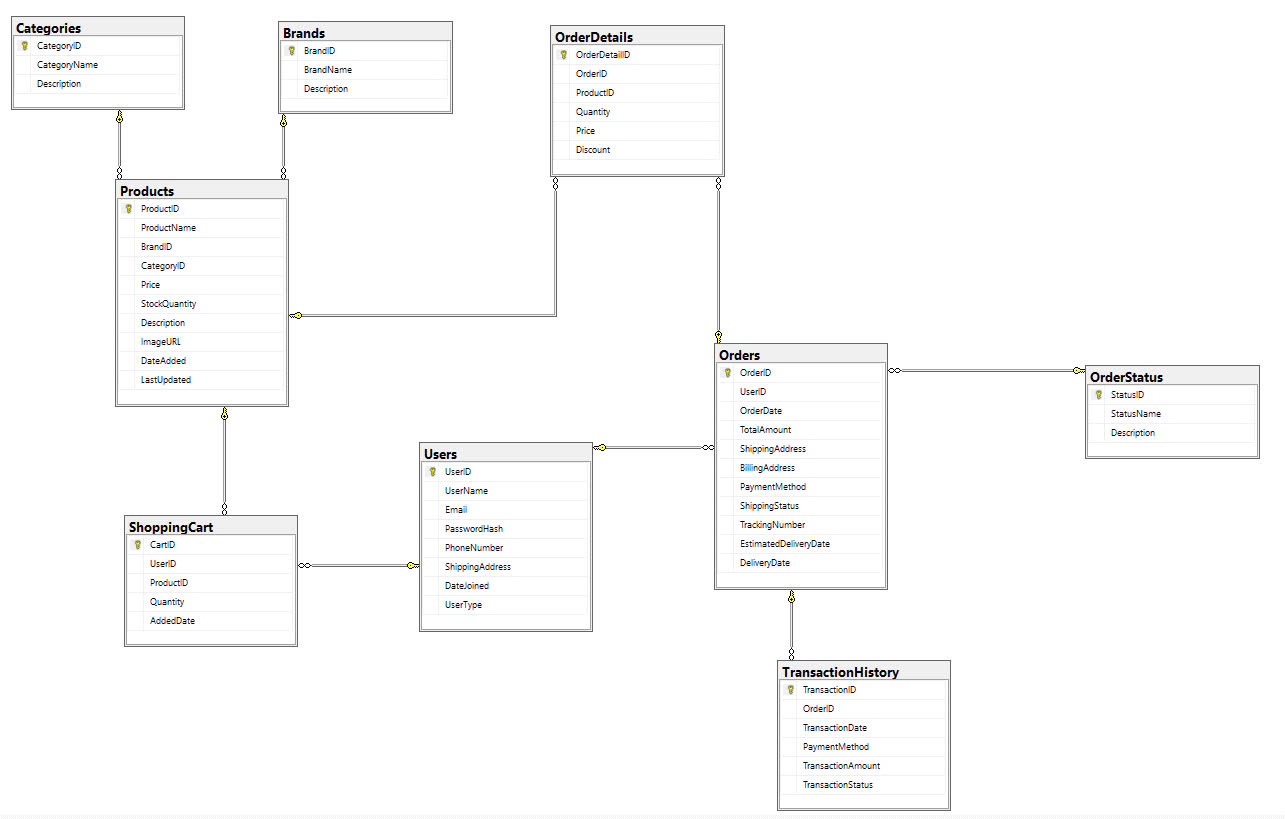 Categories
CategoryID
CategoryName
Description
Brands
BrandID
BrandName
Description
OrderDetails
OrderDetailID
OrderID
ProductID
Quantity
Price
Discount
Products
ProductID
ProductName
BrandID
CategoryID
Price
StockQuantity
Description
ImageURL
DateAdded
LastUpdated
Orders
OrderID
UserID
OrderDate
TotalAmount
ShippingAddress
BillingAddress
PaymentMethod
ShippingStatus
TrackingNumber
EstimatedDeliveryDate
DeliveryDate
OrderStatus
StatusID
StatusName
Description
Users
UserID
UserName
Email
PasswordHash
PhoneNumber
ShippingAddress
DateJoined
UserType
ShoppingCart
CartID
UserID
ProductID
Quantity
AddedDate
TransactionHistory
TransactionID
OrderID
TransactionDate
PaymentMethod
TransactionAmount
TransactionStatus